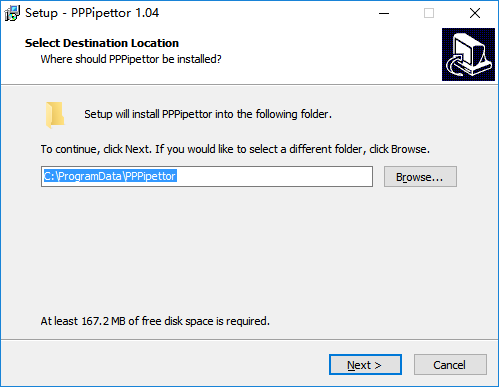 Setup - PPPipettor 1.04
Select Destination Location
Where should PPPipettor be installed?
Setup will install PPPipettor into the following folder.
To continue, click Next. If you would like to select a different folder, click Browse.
C:\ProgramData\PPPipettor
Browse...
At least 167.2 MB of free disk space is required.
Next >
Cancel